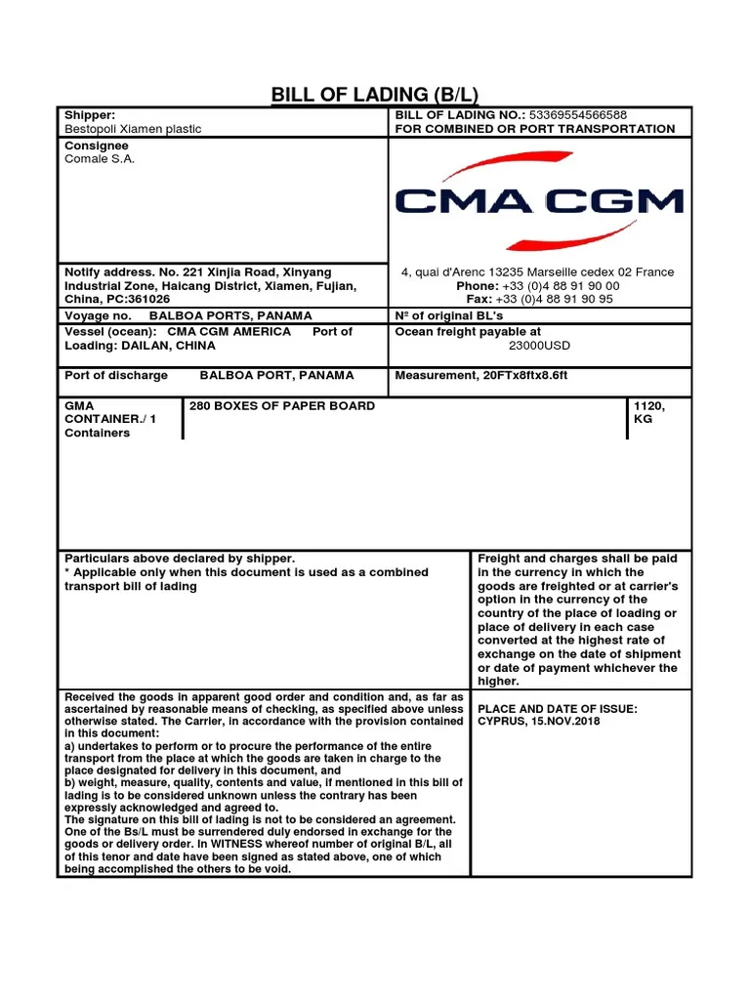 BILL OF LADING (B/L)
Shipper:
Bestopoli Xiamen plastic
BILL OF LADING NO.: 53369554566588
FOR COMBINED OR PORT TRANSPORTATION
Consignee
Comale S.A.
CMA CGM
Notify address. No. 221 Xinjia Road, Xinyang
Industrial Zone, Haicang District, Xiamen, Fujian,
China, PC:361026
4, quai d'Arenc 13235 Marseille cedex 02 France
Phone: +33 (0)4 88 91 90 00
Fax: +33 (0)4 88 91 90 95
Voyage no. BALBOA PORTS, PANAMA
Nº of original BL's
Vessel (ocean): CMA CGM AMERICA Port of
Loading: DAILAN, CHINA
Ocean freight payable at
23000USD
Port of discharge BALBOA PORT, PANAMA
Measurement, 20FTx8ftx8.6ft
GMA
CONTAINER./ 1
Containers
280 BOXES OF PAPER BOARD
1120,
KG
Particulars above declared by shipper.
* Applicable only when this document is used as a combined
transport bill of lading
Freight and charges shall be paid
in the currency in which the
goods are freighted or at carrier's
option in the currency of the
country of the place of loading or
place of delivery in each case
converted at the highest rate of
exchange on the date of shipment
or date of payment whichever the
higher.
Received the goods in apparent good order and condition and, as far as
ascertained by reasonable means of checking, as specified above unless
otherwise stated. The Carrier, in accordance with the provision contained
in this document:
a) undertakes to perform or to procure the performance of the entire
transport from the place at which the goods are taken in charge to the
place designated for delivery in this document, and
b) weight, measure, quality, contents and value, if mentioned in this bill of
lading is to be considered unknown unless the contrary has been
expressly acknowledged and agreed to.
The signature on this bill of lading is not to be considered an agreement.
One of the Bs/L must be surrendered duly endorsed in exchange for the
goods or delivery order. In WITNESS whereof number of original B/L, all
of this tenor and date have been signed as stated above, one of which
being accomplished the others to be void.
PLACE AND DATE OF ISSUE:
CYPRUS, 15.NOV.2018